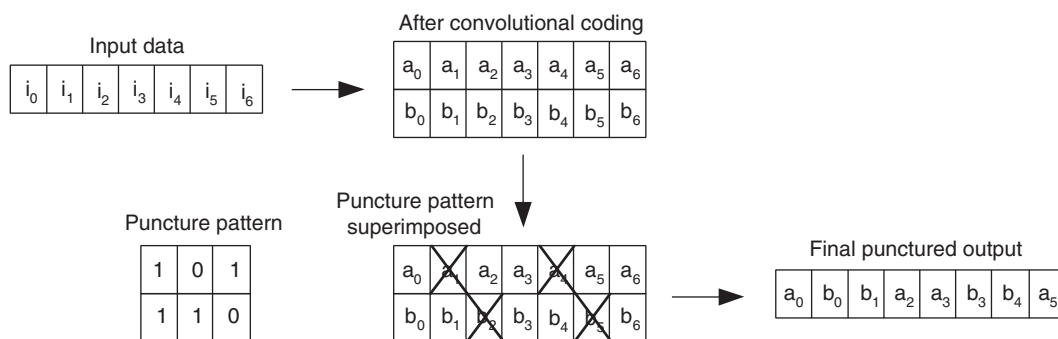 After convolutional coding
Input data
i0 i1 i2 i3 i4 i5 i6
a0 a1 a2 a3 a4 a5 a6
b0 b1 b2 b3 b4 b5 b6
Puncture pattern
superimposed
Puncture pattern
1 0 1
1 1 0
a0 a1 a2 a3 a4 a5 a6
b0 b1 b2 b3 b4 b5 b6
Final punctured output
a0 b0 b1 a2 a3 b3 b4 a5